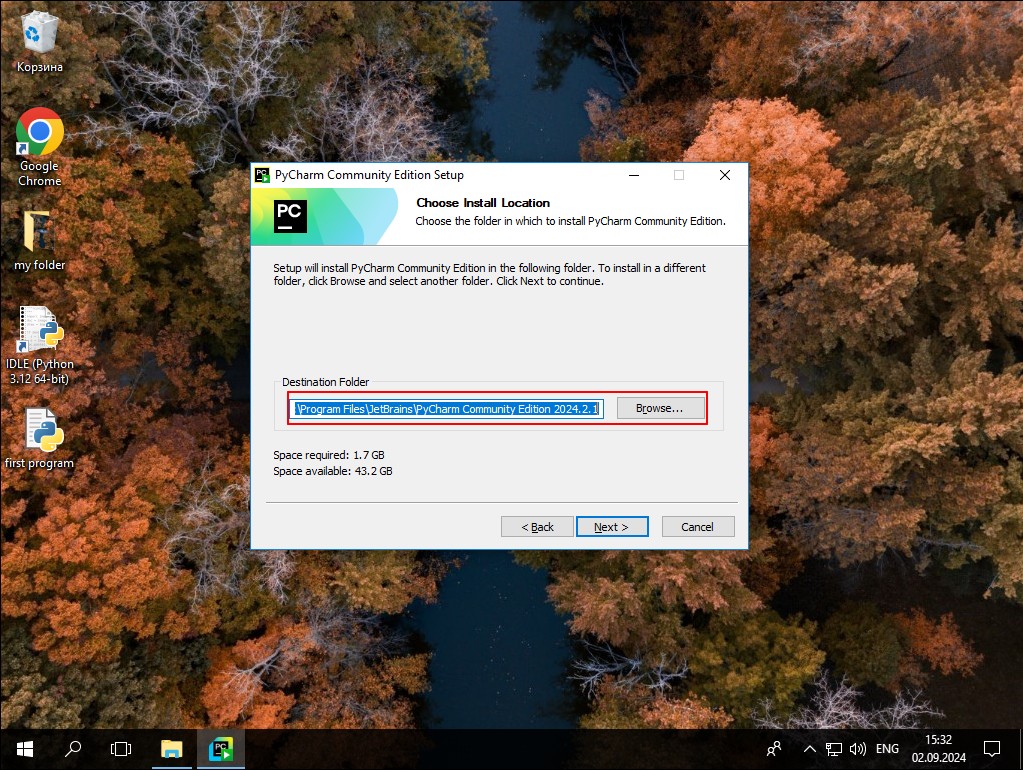 Корзина
Google
Chrome
my folder
IDLE (Python
3.12 64-bit)
first program
PC PyCharm Community Edition Setup
PC
Choose Install Location
Choose the folder in which to install PyCharm Community Edition.
Setup will install PyCharm Community Edition in the following folder. To install in a different
folder, click Browse and select another folder. Click Next to continue.
Destination Folder
:\Program Files\JetBrains\PyCharm Community Edition 2024.2.1
Browse...
Space required: 1.7 GB
Space available: 43.2 GB
< Back
Next >
Cancel
PC
ENG
15:32
02.09.2024